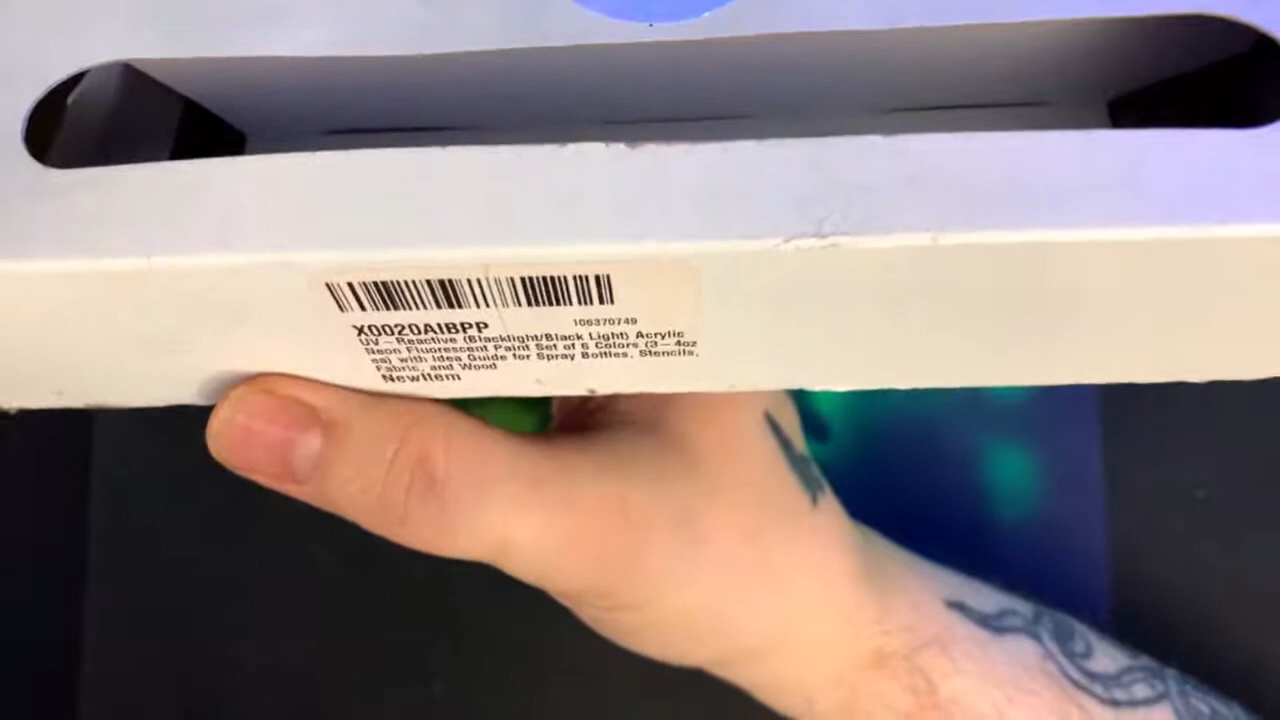 X0020AIBPP 106370749
UV - Reactive (Blacklight/Black Light) Acrylic
Neon Fluorescent Paint Set of 6 Colors (3 - 4oz
ea) with Idea Guide for Spray Bottles, Stencils,
Fabric, and Wood
NewItem